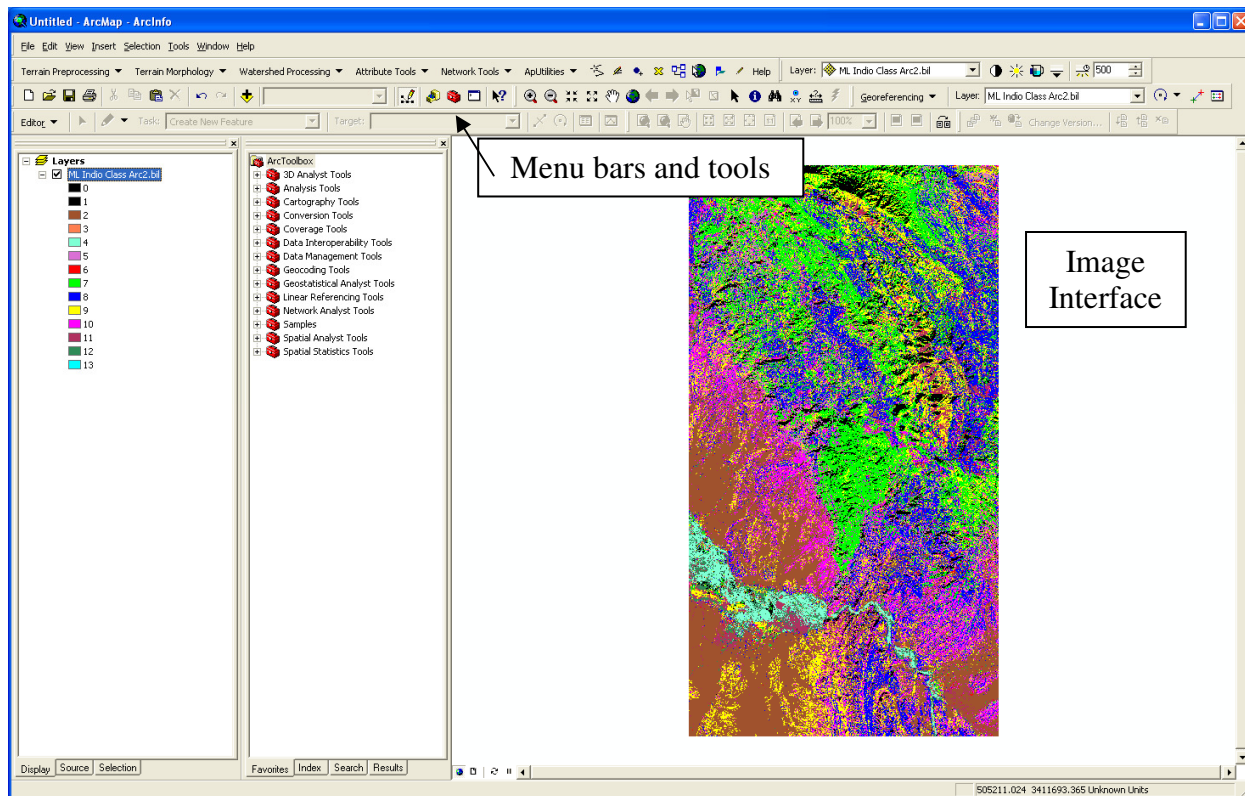 Untitled - ArcMap - ArcInfo
File Edit View Insert Selection Tools Window Help
Terrain Preprocessing Terrain Morphology Watershed Processing Attribute Tools Network Tools ApUtilities Help Layer: ML Indio Class Arc2.bil 500
Georeferencing Layer: ML Indio Class Arc2.bil
Editor Task: Create New Feature Target: 100% Change Version...
Menu bars and tools
Image
Interface
Layers
ML Indio Class Arc2.bil
0
1
2
3
4
5
6
7
8
9
10
11
12
13
Display Source Selection
ArcToolbox
3D Analyst Tools
Analysis Tools
Cartography Tools
Conversion Tools
Coverage Tools
Data Interoperability Tools
Data Management Tools
Geocoding Tools
Geostatistical Analyst Tools
Linear Referencing Tools
Network Analyst Tools
Samples
Spatial Analyst Tools
Spatial Statistics Tools
Favorites Index Search Results
505211.024 3411693.365 Unknown Units